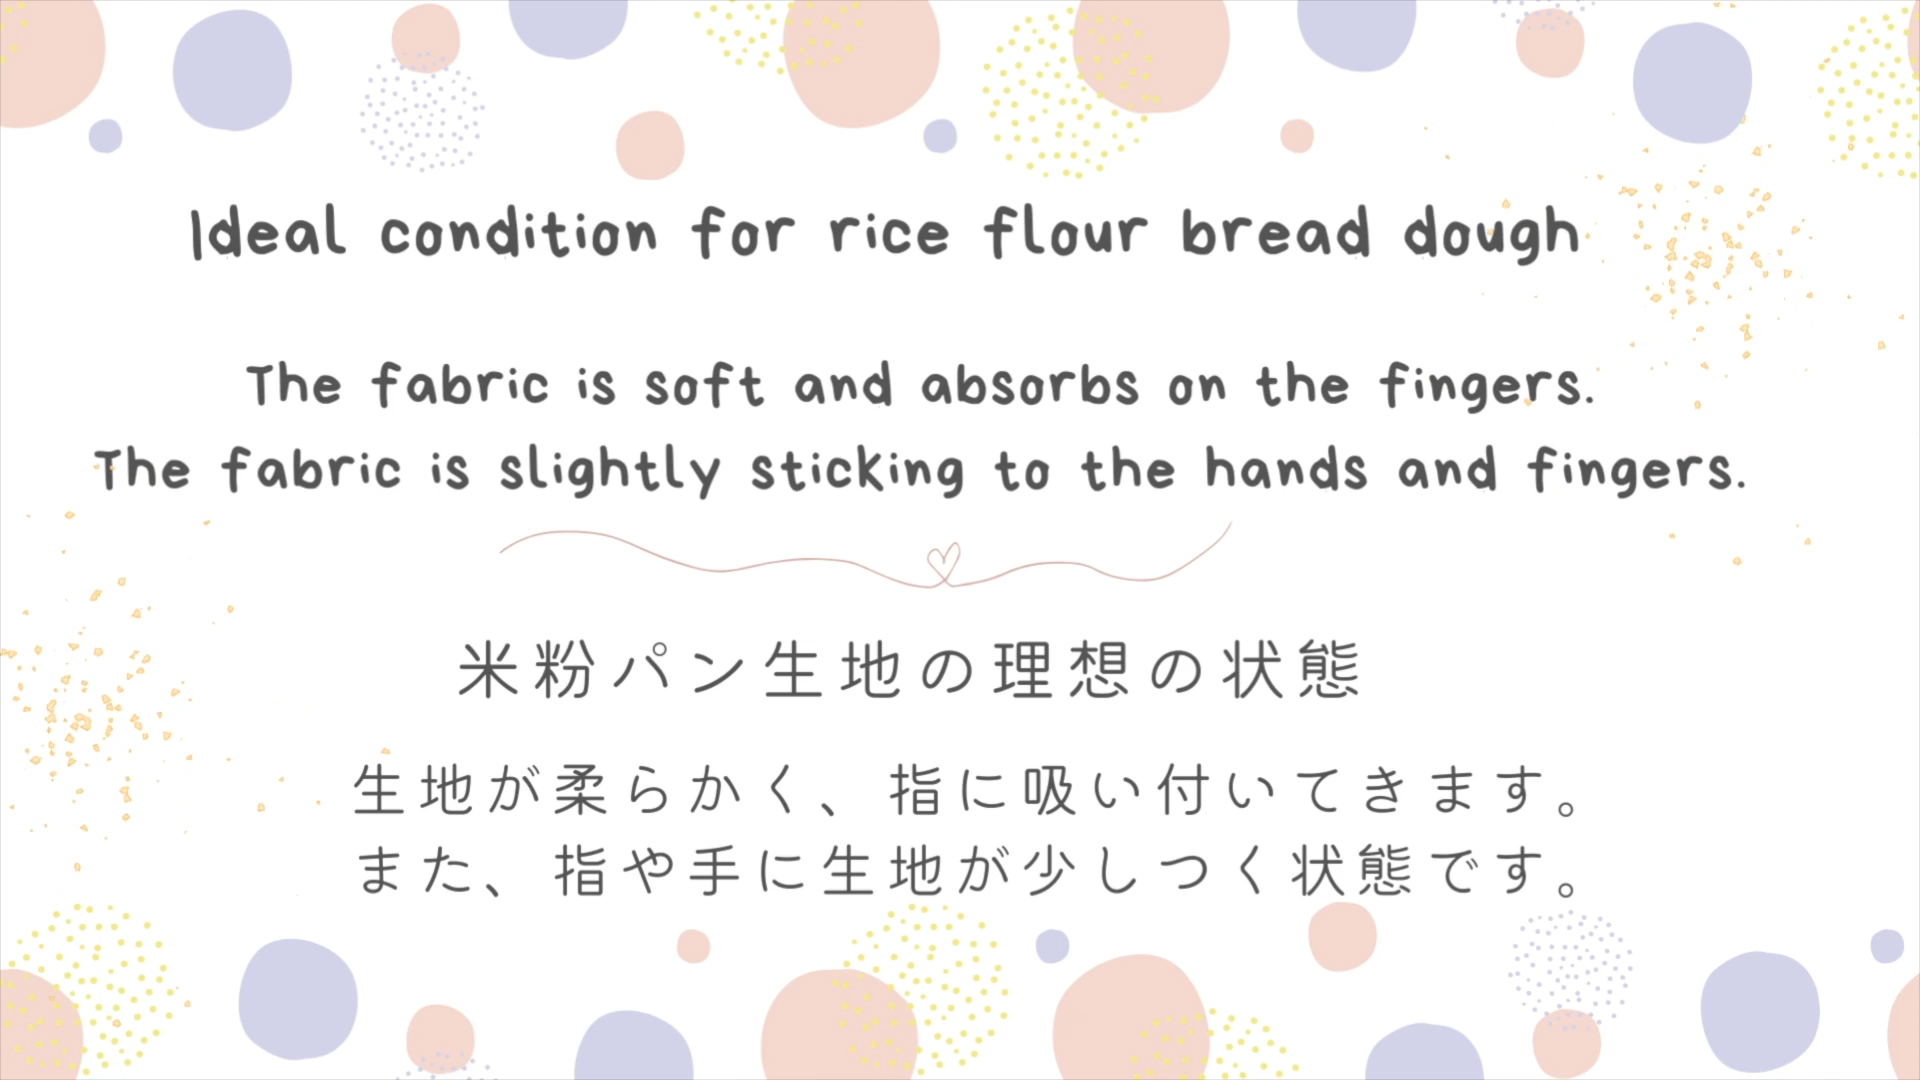 Ideal condition for rice flour bread dough
The fabric is soft and absorbs on the fingers.
The fabric is slightly sticking to the hands and fingers.
米粉パン生地の理想の状態
生地が柔らかく、指に吸い付いてきます。
また、指や手に生地が少しつく状態です。